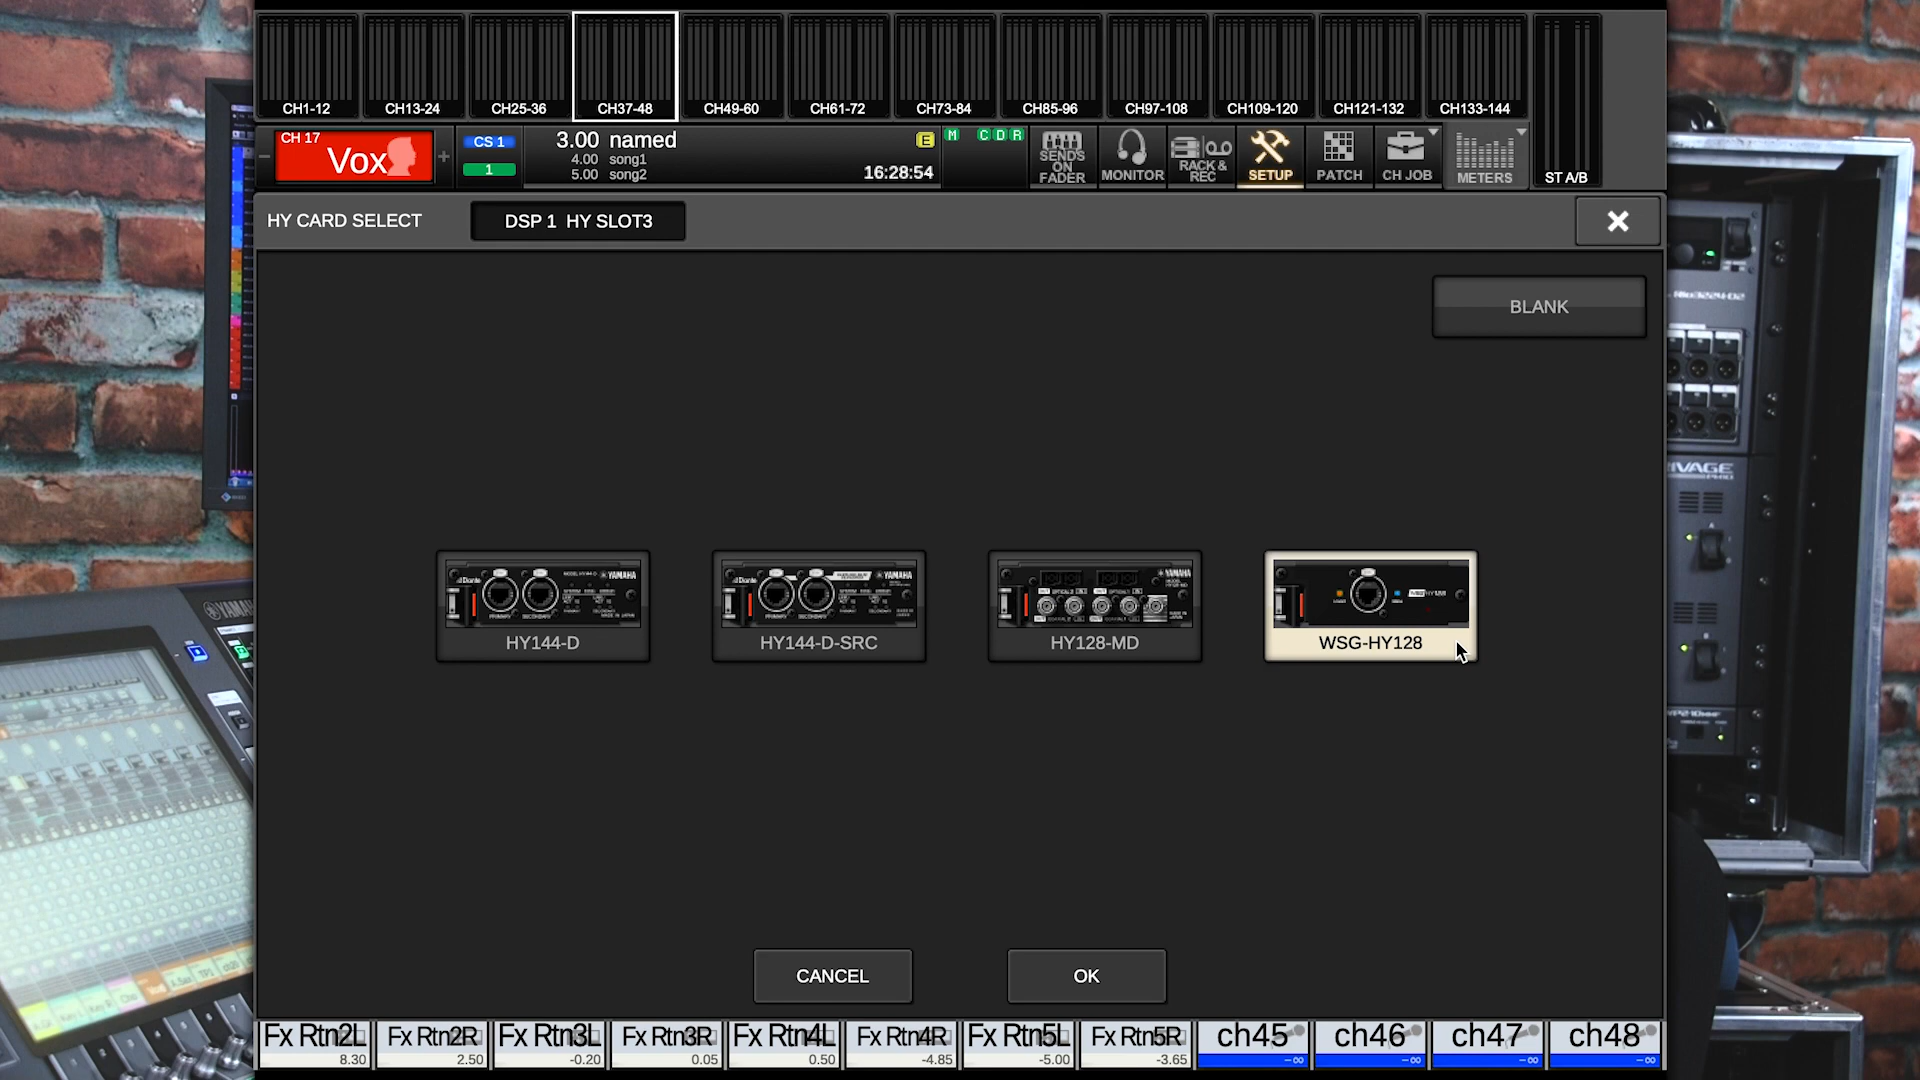 CH1-12
CH13-24
CH25-36
CH37-48
CH49-60
CH61-72
CH73-84
CH85-96
CH97-108
CH109-120
CH121-132
CH133-144
ST A/B
CH 17
Vox
CS 1
1
3.00 named
4.00 song1
5.00 song2
E
16:28:54
M C D R
SENDS
ON
FADER
MONITOR
RACK &
REC
SETUP
PATCH
CH JOB
METERS
HY CARD SELECT
DSP 1 HY SLOT3
BLANK
Dante
YAMAHA
HY144-D
Dante
YAMAHA
HY144-D-SRC
YAMAHA
HY128-MD
WSG-HY128
CANCEL
OK
Fx Rtn2L
8.30
Fx Rtn2R
2.50
Fx Rtn3L
-0.20
Fx Rtn3R
0.05
Fx Rtn4L
0.50
Fx Rtn4R
-4.85
Fx Rtn5L
-5.00
Fx Rtn5R
-3.65
ch45
-∞
ch46
-∞
ch47
-∞
ch48
-∞